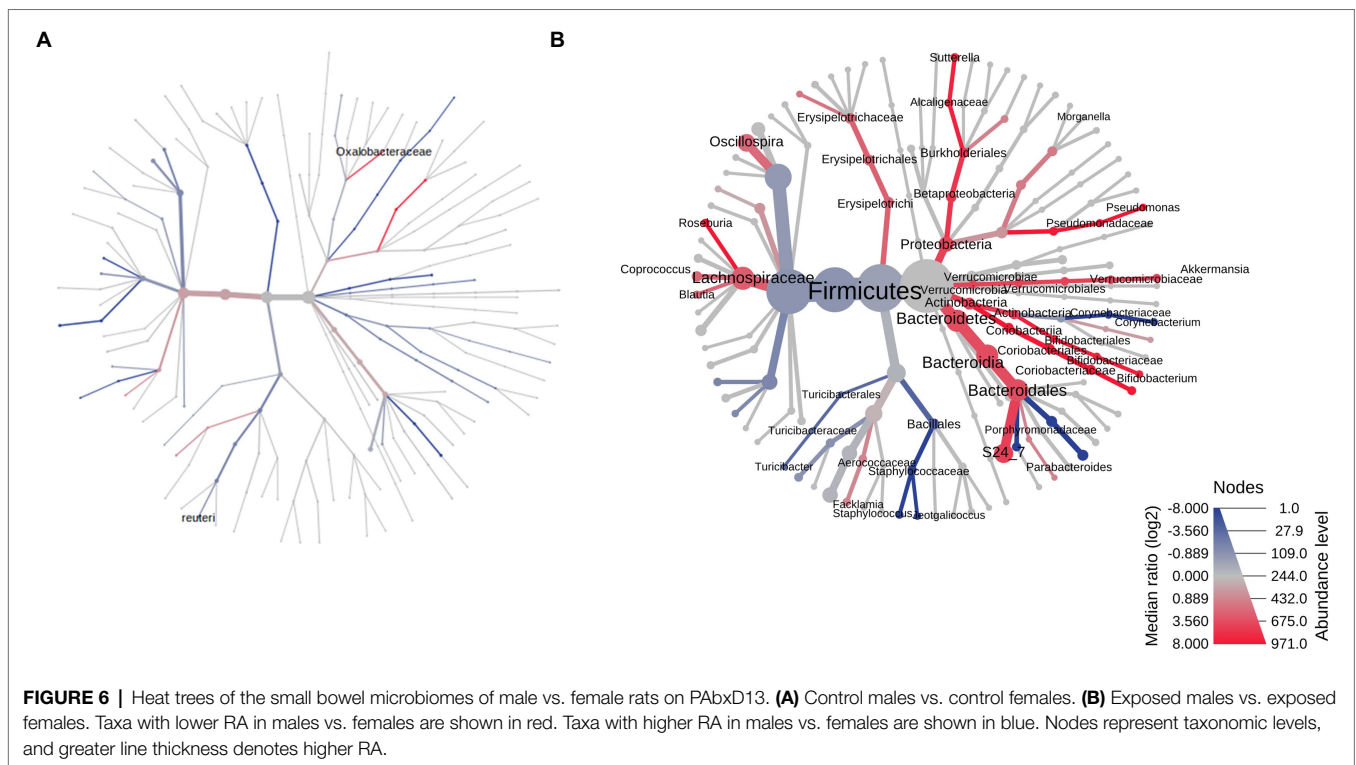 A
B
Oxalobacteraceae
reuteri
Sutterella
Alcaligenaceae
Erysipelotrichaceae
Morganella
Oscillospira
Burkholderiales
Erysipelotrichales
Betaproteobacteria
Erysipelotrichi
Roseburia
Pseudomonas
Pseudomonadaceae
Proteobacteria
Coprococcus
Lachnospiraceae
Verrucomicrobiae
Verrucomicrobiaceae
Akkermansia
Blautia
Firmicutes
Verrucomicrobia
Verrucomicrobiales
Actinobacteria
Bacteroidetes
Actinobacteria
Corynebacteriaceae
Corynebacterium
Coriobacteriia
Bifidobacteriales
Coriobacteriales
Bacteroidia
Bifidobacteriaceae
Coriobacteriaceae
Bifidobacterium
Bacteroidales
Turicibacterales
Turicibacteraceae
Bacillales
Porphyromonadaceae
S24_7
Turicibacter
Aerococcaceae
Staphylococcaceae
Parabacteroides
Facklamia
Staphylococcus
Jeotgalicoccus
Nodes
Median ratio (log2)
Abundance level
-8.000 1.0
-3.560 27.9
-0.889 109.0
0.000 244.0
0.889 432.0
3.560 675.0
8.000 971.0
FIGURE 6 | Heat trees of the small bowel microbiomes of male vs. female rats on PAbxD13. (A) Control males vs. control females. (B) Exposed males vs. exposed
females. Taxa with lower RA in males vs. females are shown in red. Taxa with higher RA in males vs. females are shown in blue. Nodes represent taxonomic levels,
and greater line thickness denotes higher RA.